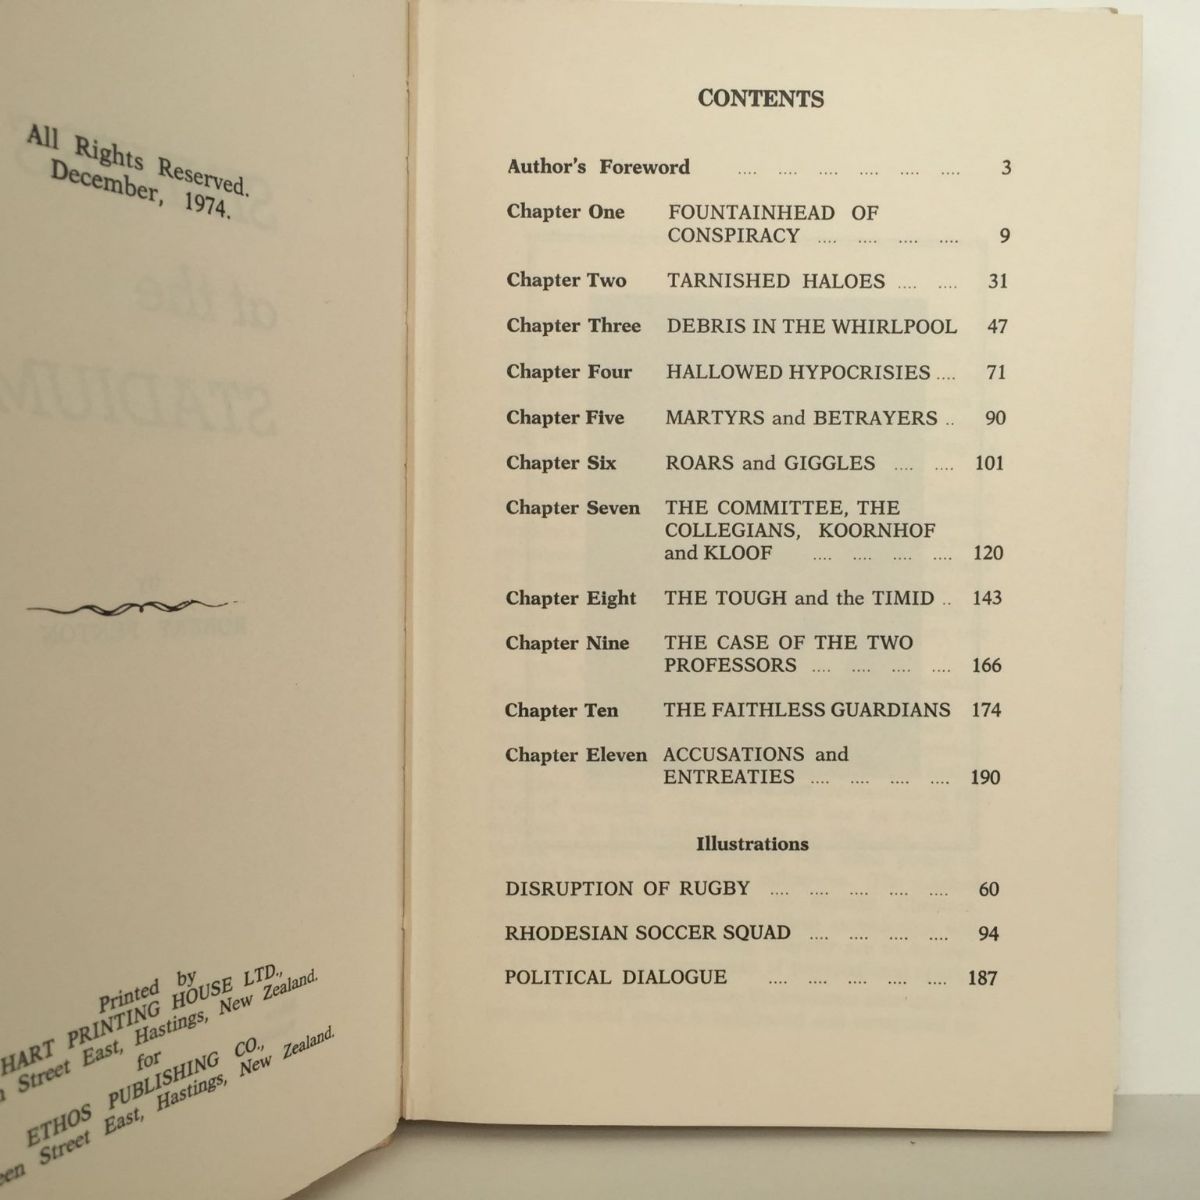 All Rights Reserved.
December, 1974.
Printed by
HART PRINTING HOUSE LTD.,
Street East, Hastings, New Zealand.
for
ETHOS PUBLISHING CO.,
Street East, Hastings, New Zealand.
CONTENTS
Author's Foreword .... .... .... .... .... .... 3
Chapter One FOUNTAINHEAD OF
CONSPIRACY .... .... .... .... 9
Chapter Two TARNISHED HALOES .... .... 31
Chapter Three DEBRIS IN THE WHIRLPOOL 47
Chapter Four HALLOWED HYPOCRISIES .... 71
Chapter Five MARTYRS and BETRAYERS .. 90
Chapter Six ROARS and GIGGLES .... .... 101
Chapter Seven THE COMMITTEE, THE
COLLEGIANS, KOORNHOF
and KLOOF .... .... .... .... 120
Chapter Eight THE TOUGH and the TIMID .. 143
Chapter Nine THE CASE OF THE TWO
PROFESSORS .... .... .... .... 166
Chapter Ten THE FAITHLESS GUARDIANS 174
Chapter Eleven ACCUSATIONS and
ENTREATIES .... .... .... .... 190
Illustrations
DISRUPTION OF RUGBY .... .... .... .... .... 60
RHODESIAN SOCCER SQUAD .... .... .... .... 94
POLITICAL DIALOGUE .... .... .... .... .... 187